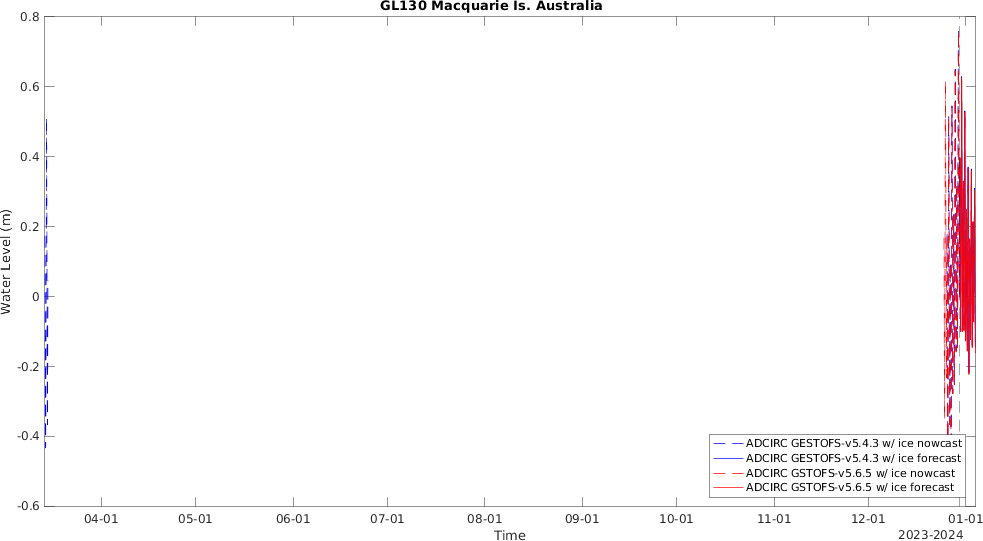 GL130 Macquarie Is. Australia
0.8
0.6
0.4
0.2
0
-0.2
-0.4
-0.6
Water Level (m)
04-01 05-01 06-01 07-01 08-01 09-01 10-01 11-01 12-01 01-01
Time
2023-2024
ADCIRC GESTOFS-v5.4.3 w/ ice nowcast
ADCIRC GESTOFS-v5.4.3 w/ ice forecast
ADCIRC GSTOFS-v5.6.5 w/ ice nowcast
ADCIRC GSTOFS-v5.6.5 w/ ice forecast